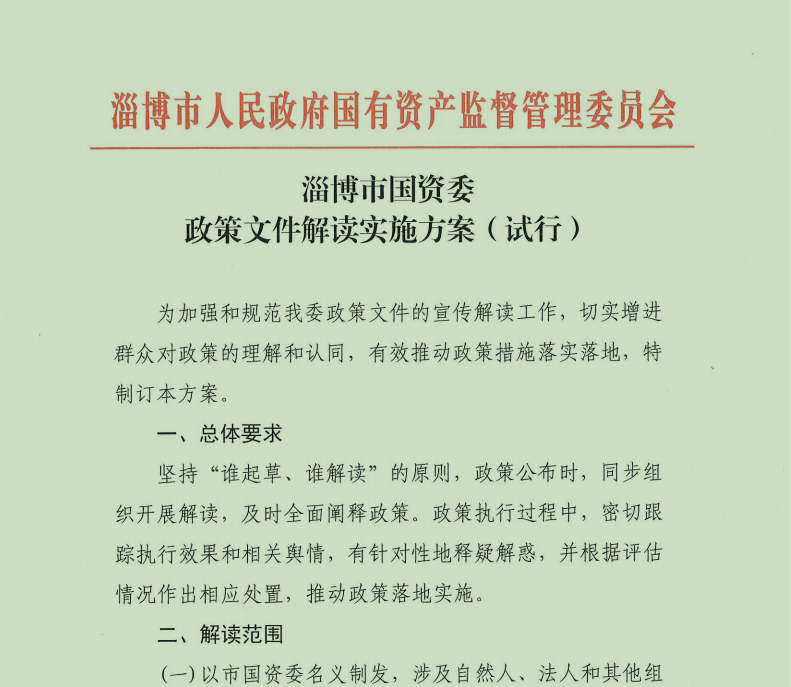 淄博市人民政府国有资产监督管理委员会
淄博市国资委
政策文件解读实施方案（试行）
为加强和规范我委政策文件的宣传解读工作，切实增进
群众对政策的理解和认同，有效推动政策措施落实落地，特
制订本方案。
一、总体要求
坚持“谁起草、谁解读”的原则，政策公布时，同步组
织开展解读，及时全面阐释政策。政策执行过程中，密切跟
踪执行效果和相关舆情，有针对性地释疑解惑，并根据评估
情况作出相应处置，推动政策落地实施。
二、解读范围
(一)以市国资委名义制发，涉及自然人、法人和其他组